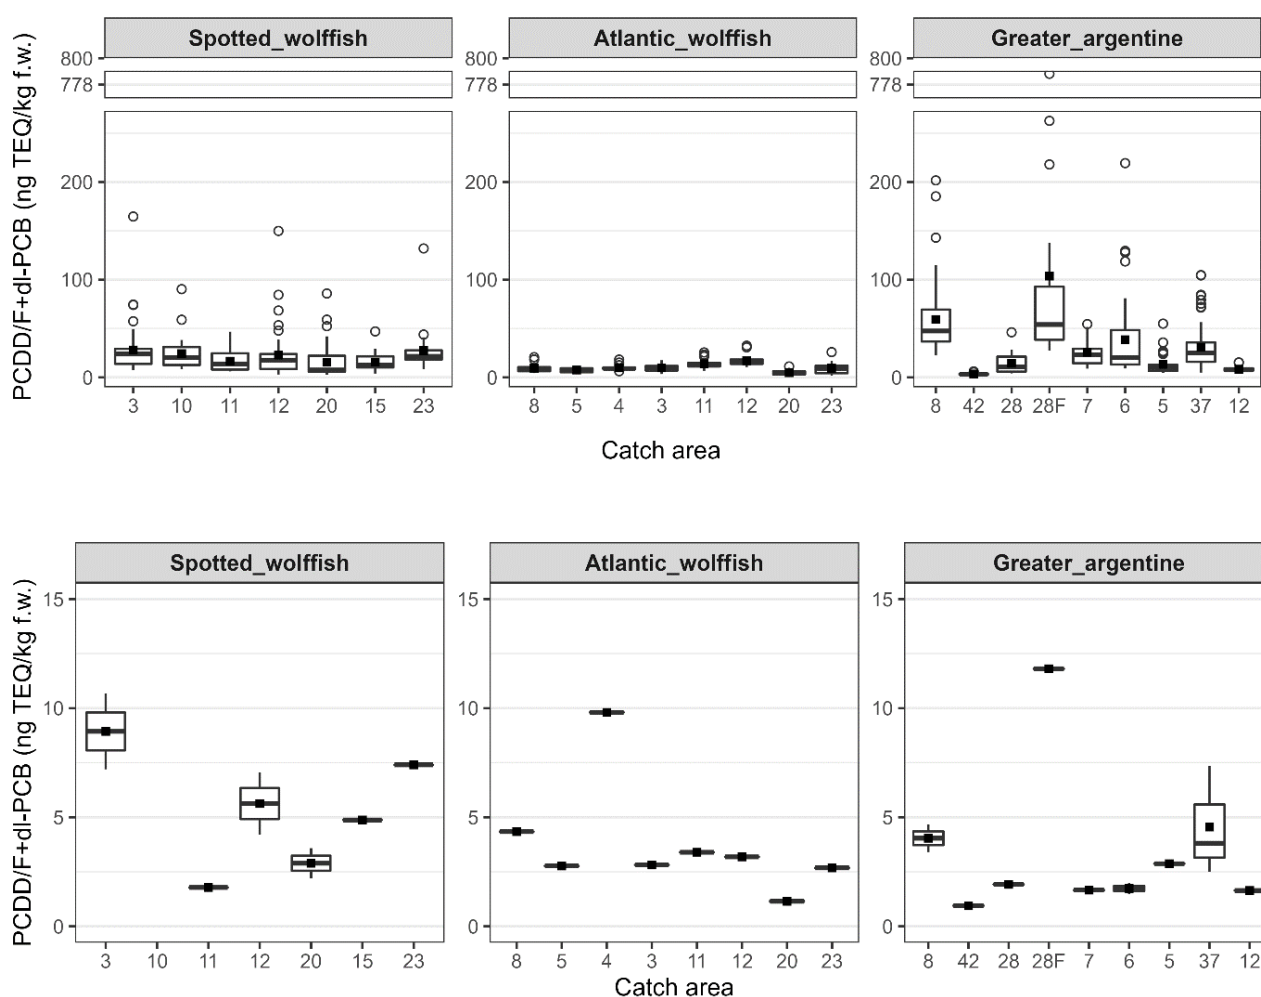 Spotted_wolffish Atlantic_wolffish Greater_argentine
PCDD/F+dl-PCB (ng TEQ/kg f.w.)
800 800
778 778 778
200 200 200
100 100 100
0 0 0
3 10 11 12 20 15 23 8 5 4 3 11 12 20 23 8 42 28 28F 7 6 5 37 12
Catch area
Spotted_wolffish Atlantic_wolffish Greater_argentine
PCDD/F+dl-PCB (ng TEQ/kg f.w.)
15 15 15
10 10 10
5 5 5
0 0 0
3 10 11 12 20 15 23 8 5 4 3 11 12 20 23 8 42 28 28F 7 6 5 37 12
Catch area